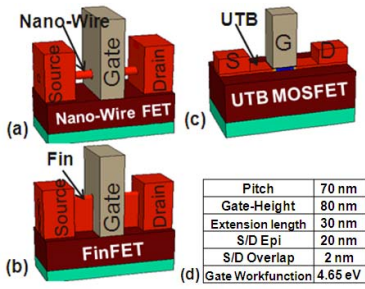 Nano-Wire
Source
Gate
Drain
Nano-Wire FET
(a)
UTB
S
G
D
UTB MOSFET
(c)
Fin
Source
Gate
Drain
FinFET
(b)
(d)
Pitch 70 nm
Gate-Height 80 nm
Extension length 30 nm
S/D Epi 20 nm
S/D Overlap 2 nm
Gate Workfunction 4.65 eV